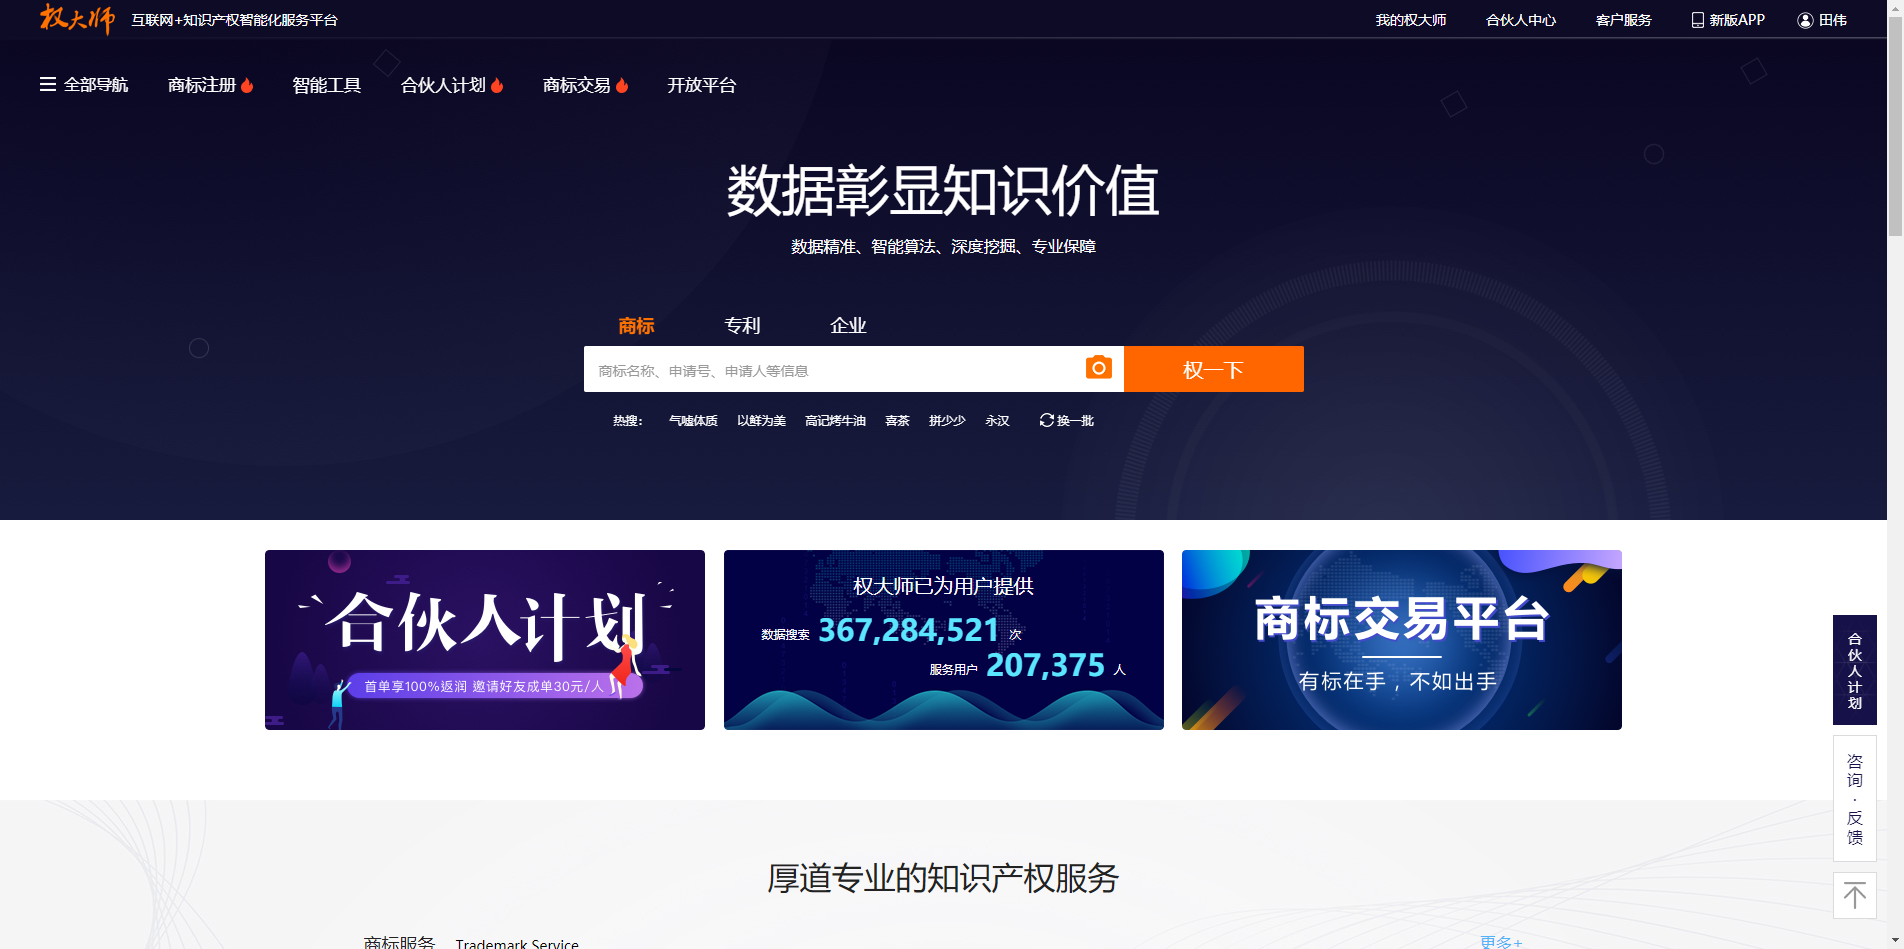 权大师 互联网+知识产权智能化服务平台 我的权大师 合伙人中心 客户服务 新版APP 田伟
全部导航 商标注册 智能工具 合伙人计划 商标交易 开放平台
数据彰显知识价值
数据精准、智能算法、深度挖掘、专业保障
商标 专利 企业
商标名称、申请号、申请人等信息 权一下
热搜： 气嘘体质 以鲜为美 高记烤牛油 喜茶 拼少少 永汉 换一批
合伙人计划
首单享100%返润 邀请好友成单30元/人
权大师已为用户提供
数据搜索 367,284,521 次
服务用户 207,375 人
商标交易平台
有标在手，不如出手
合伙人计划
咨询·反馈
厚道专业的知识产权服务
商标服务 Trademark Service 更多+